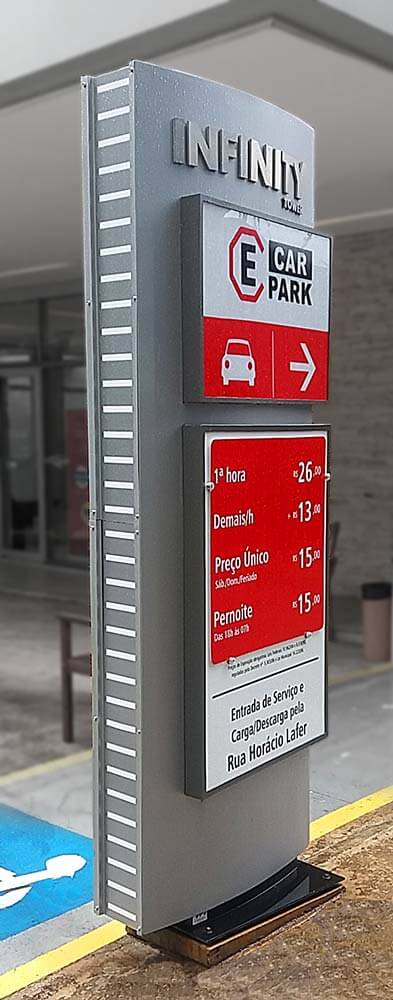 INFINITY
TOWER
E CAR
PARK
1ª hora R$26,00
Demais/h + R$13,00
Preço Único R$15,00
Sáb./Dom./Feriado
Pernoite R$15,00
Das 18h às 07h
Entrada de Serviço e
Carga/Descarga pela
Rua Horácio Lafer